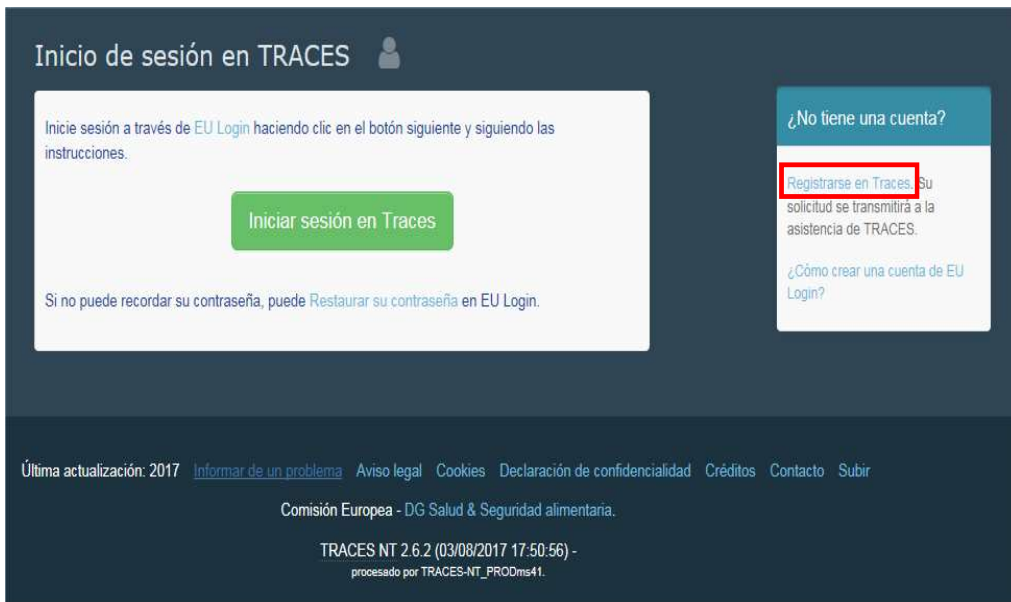 Inicio de sesión en TRACES
Inicie sesión a través de EU Login haciendo clic en el botón siguiente y siguiendo las
instrucciones.
Iniciar sesión en Traces
Si no puede recordar su contraseña, puede Restaurar su contraseña en EU Login.
¿No tiene una cuenta?
Registrarse en Traces. Su
solicitud se transmitirá a la
asistencia de TRACES.
¿Cómo crear una cuenta de EU
Login?
Última actualización: 2017 Informar de un problema Aviso legal Cookies Declaración de confidencialidad Créditos Contacto Subir
Comisión Europea - DG Salud & Seguridad alimentaria.
TRACES NT 2.6.2 (03/08/2017 17:50:56) -
procesado por TRACES-NT_PRODms41.